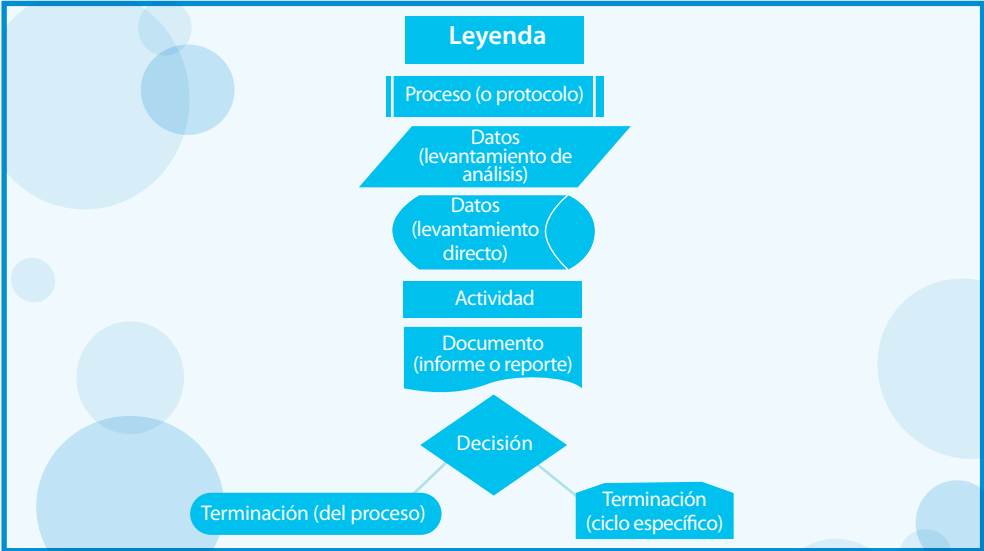 Leyenda
Proceso (o protocolo)
Datos
(levantamiento de
análisis)
Datos
(levantamiento
directo)
Actividad
Documento
(informe o reporte)
Decisión
Terminación (del proceso)
Terminación
(ciclo específico)